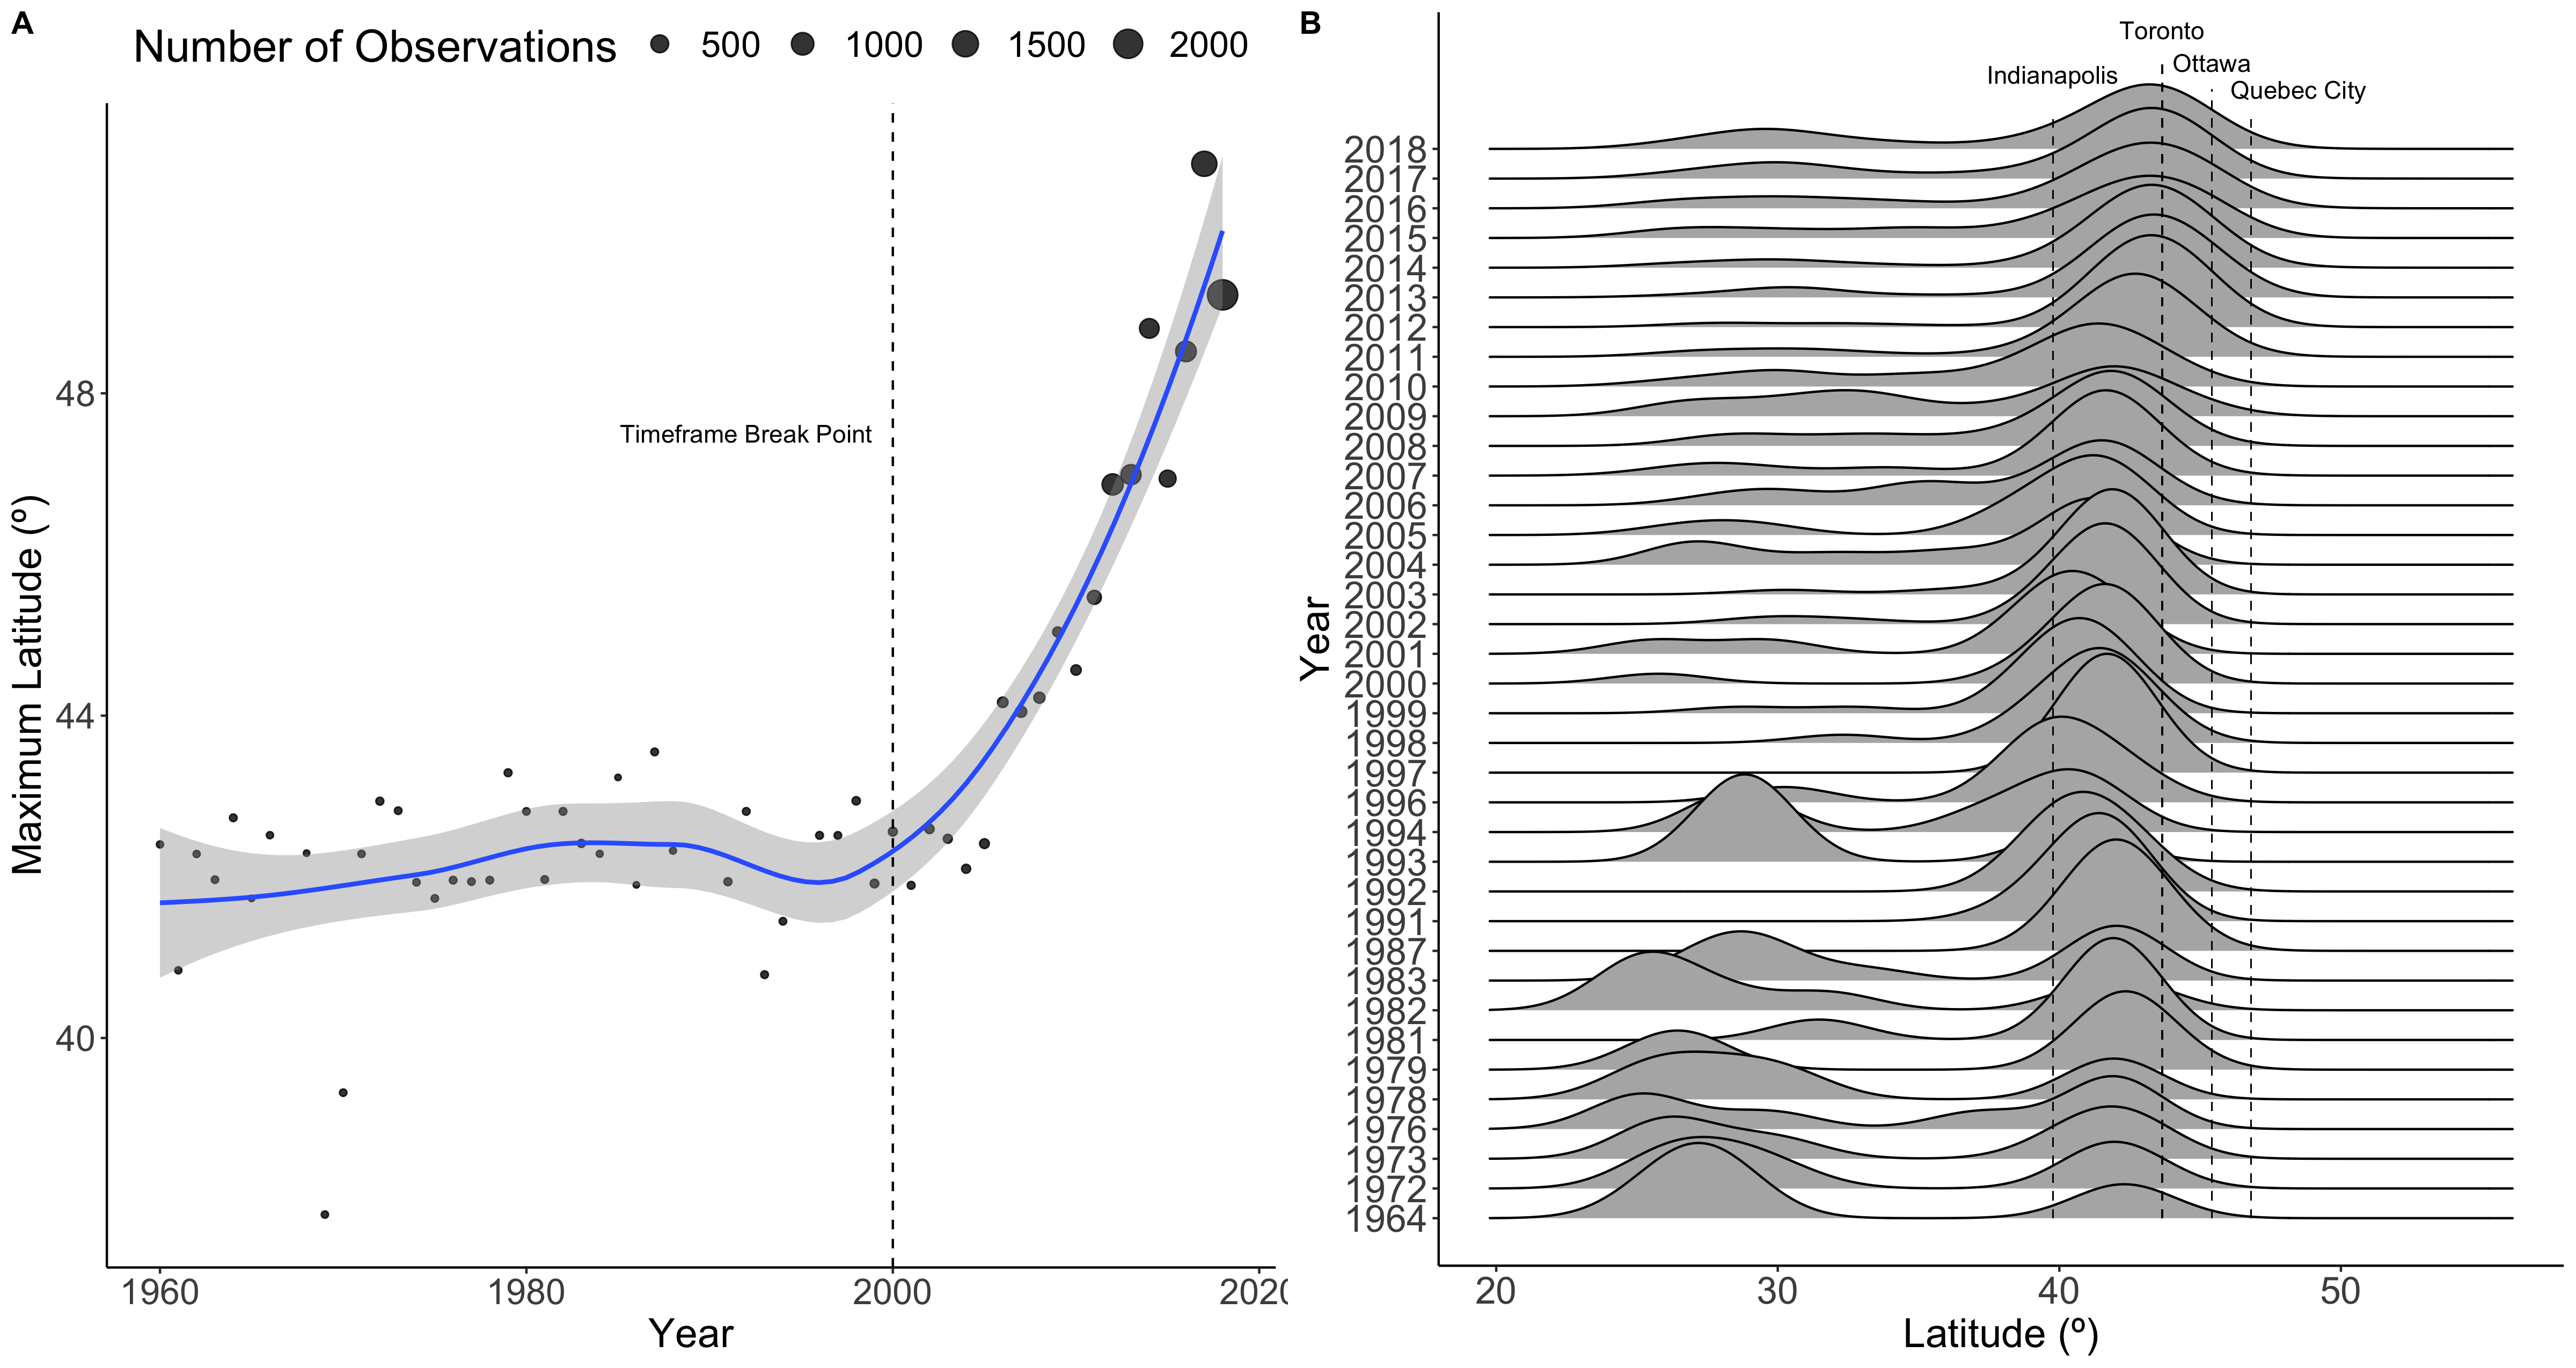 A
Number of Observations 500 1000 1500 2000
Maximum Latitude (º)
48
44
40
Timeframe Break Point
1960 1980 2000 2020
Year
B
Toronto
Ottawa
Indianapolis
Quebec City
Year
2018
2017
2016
2015
2014
2013
2012
2011
2010
2009
2008
2007
2006
2005
2004
2003
2002
2001
2000
1999
1998
1997
1996
1994
1993
1992
1991
1987
1983
1982
1981
1979
1978
1976
1973
1972
1964
20 30 40 50
Latitude (º)